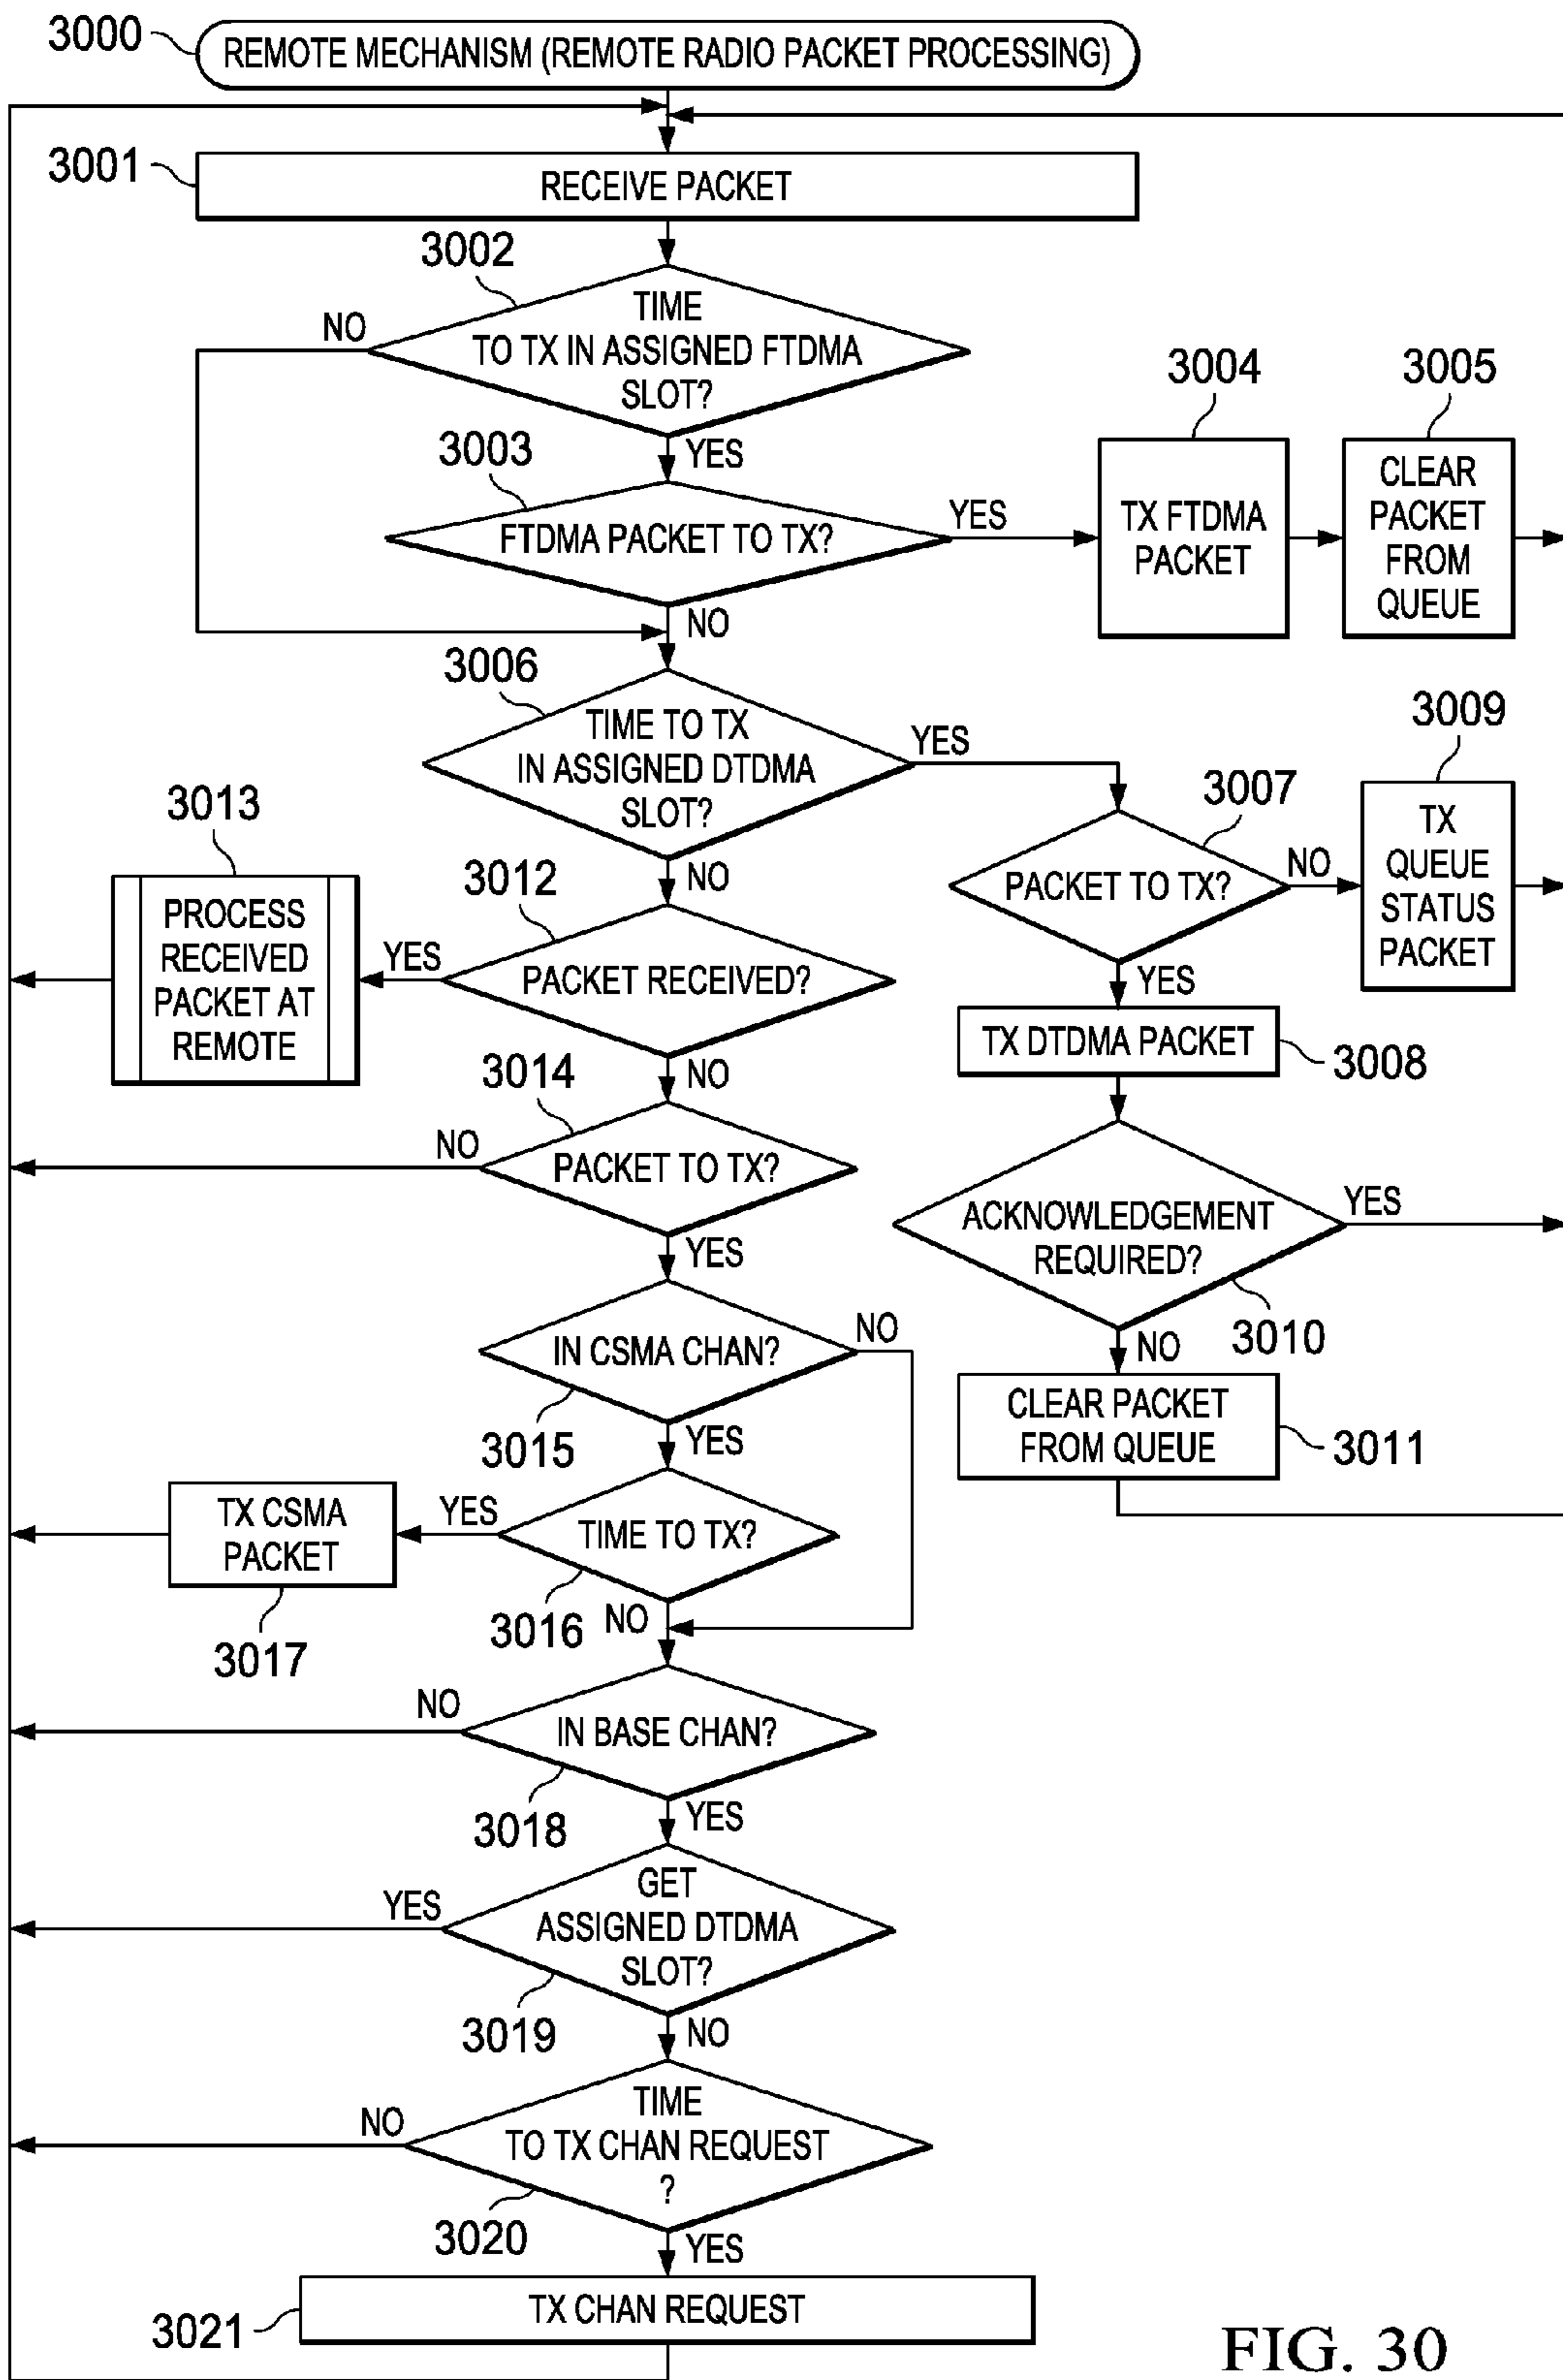 3000
REMOTE MECHANISM (REMOTE RADIO PACKET PROCESSING)
3001
RECEIVE PACKET
3002
TIME
TO TX IN ASSIGNED FTDMA
SLOT?
NO
YES
3003
FTDMA PACKET TO TX?
YES
NO
3004
TX FTDMA
PACKET
3005
CLEAR
PACKET
FROM
QUEUE
3006
TIME TO TX
IN ASSIGNED DTDMA
SLOT?
YES
NO
3007
PACKET TO TX?
NO
YES
3009
TX
QUEUE
STATUS
PACKET
3013
PROCESS
RECEIVED
PACKET AT
REMOTE
3012
PACKET RECEIVED?
YES
NO
TX DTDMA PACKET
3008
3014
PACKET TO TX?
NO
YES
ACKNOWLEDGEMENT
REQUIRED?
YES
NO
3010
IN CSMA CHAN?
NO
YES
3015
CLEAR PACKET
FROM QUEUE
3011
TX CSMA
PACKET
3017
YES
TIME TO TX?
3016
NO
IN BASE CHAN?
NO
3018
YES
GET
ASSIGNED DTDMA
SLOT?
YES
3019
NO
TIME
TO TX CHAN REQUEST
?
NO
3020
YES
TX CHAN REQUEST
3021
FIG. 30